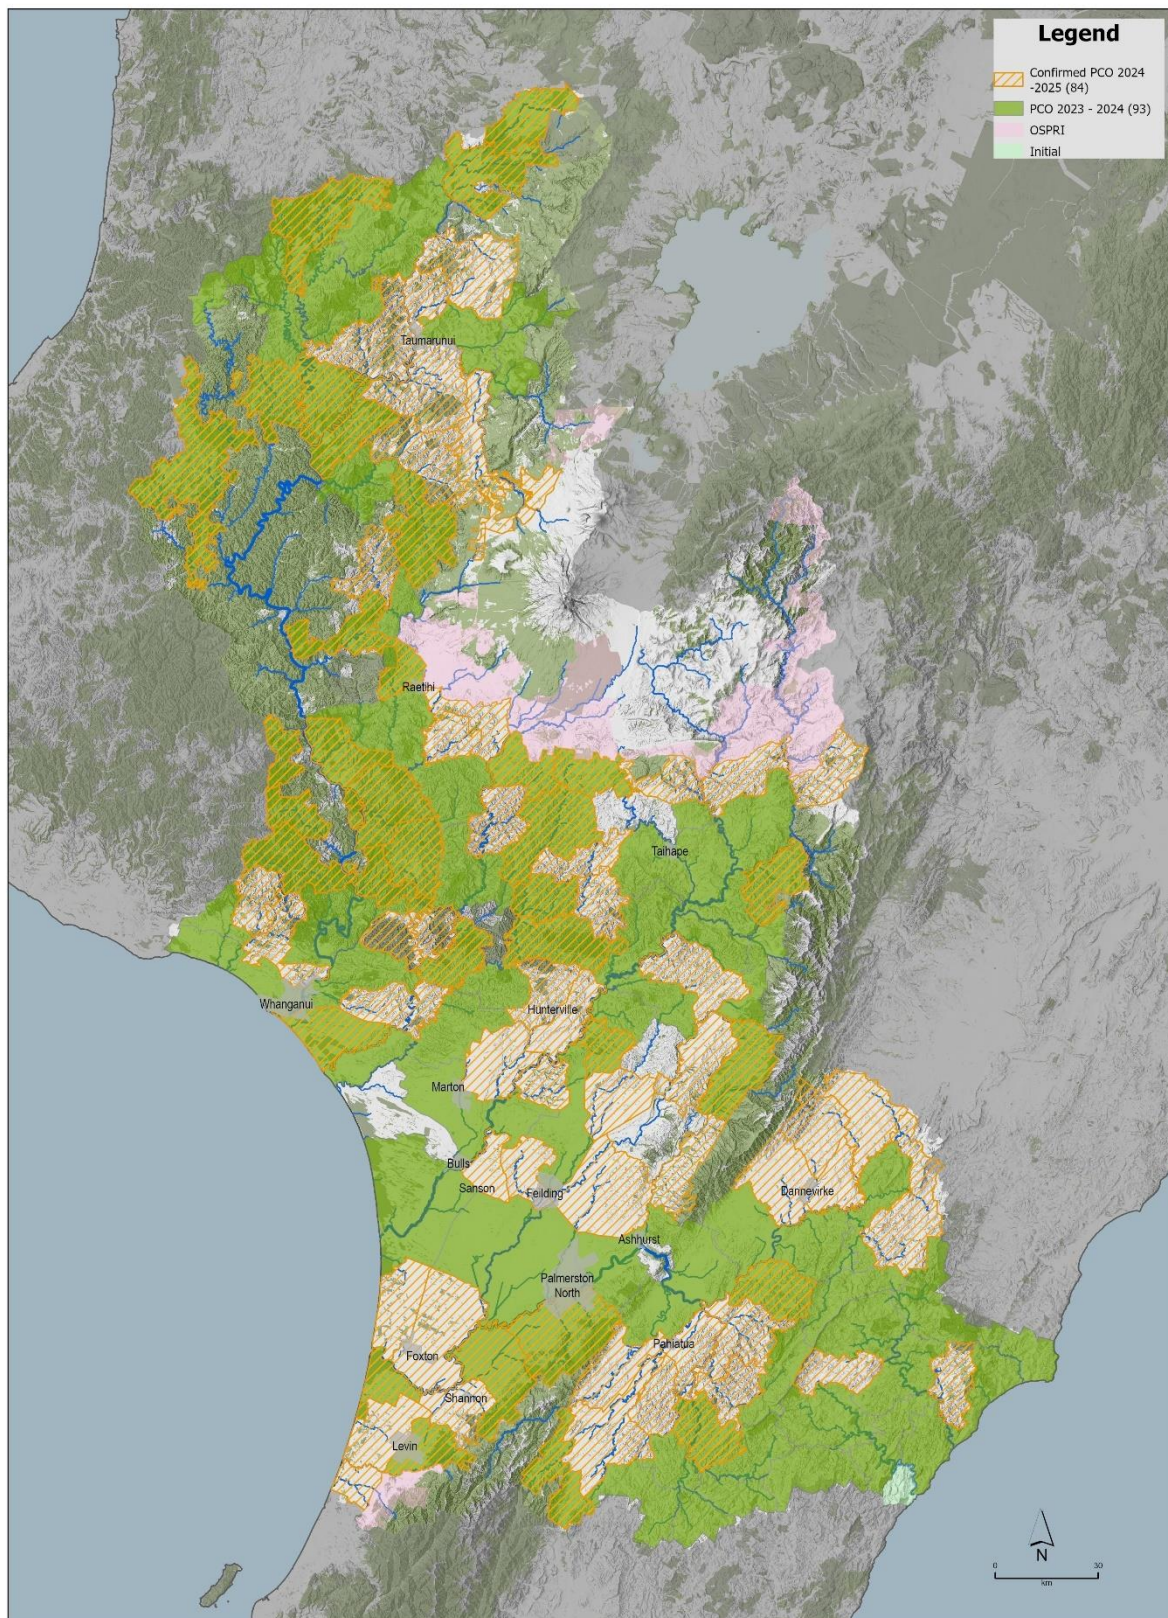 Legend
Confirmed PCO 2024
-2025 (84)
PCO 2023 - 2024 (93)
OSPRI
Initial
Taumarunui
Raetihi
Taihape
Whanganui
Hunterville
Marton
Bulls
Sanson
Feilding
Dannevirke
Ashhurst
Palmerston
North
Pahiatua
Foxton
Shannon
Levin
N
0
30
km